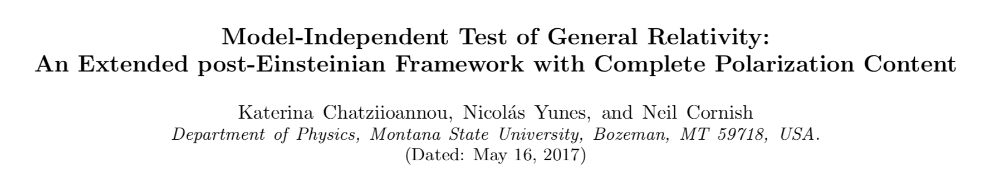 Model-Independent Test of General Relativity:
An Extended post-Einsteinian Framework with Complete Polarization Content
Katerina Chatziioannou, Nicolás Yunes, and Neil Cornish
Department of Physics, Montana State University, Bozeman, MT 59718, USA.
(Dated: May 16, 2017)